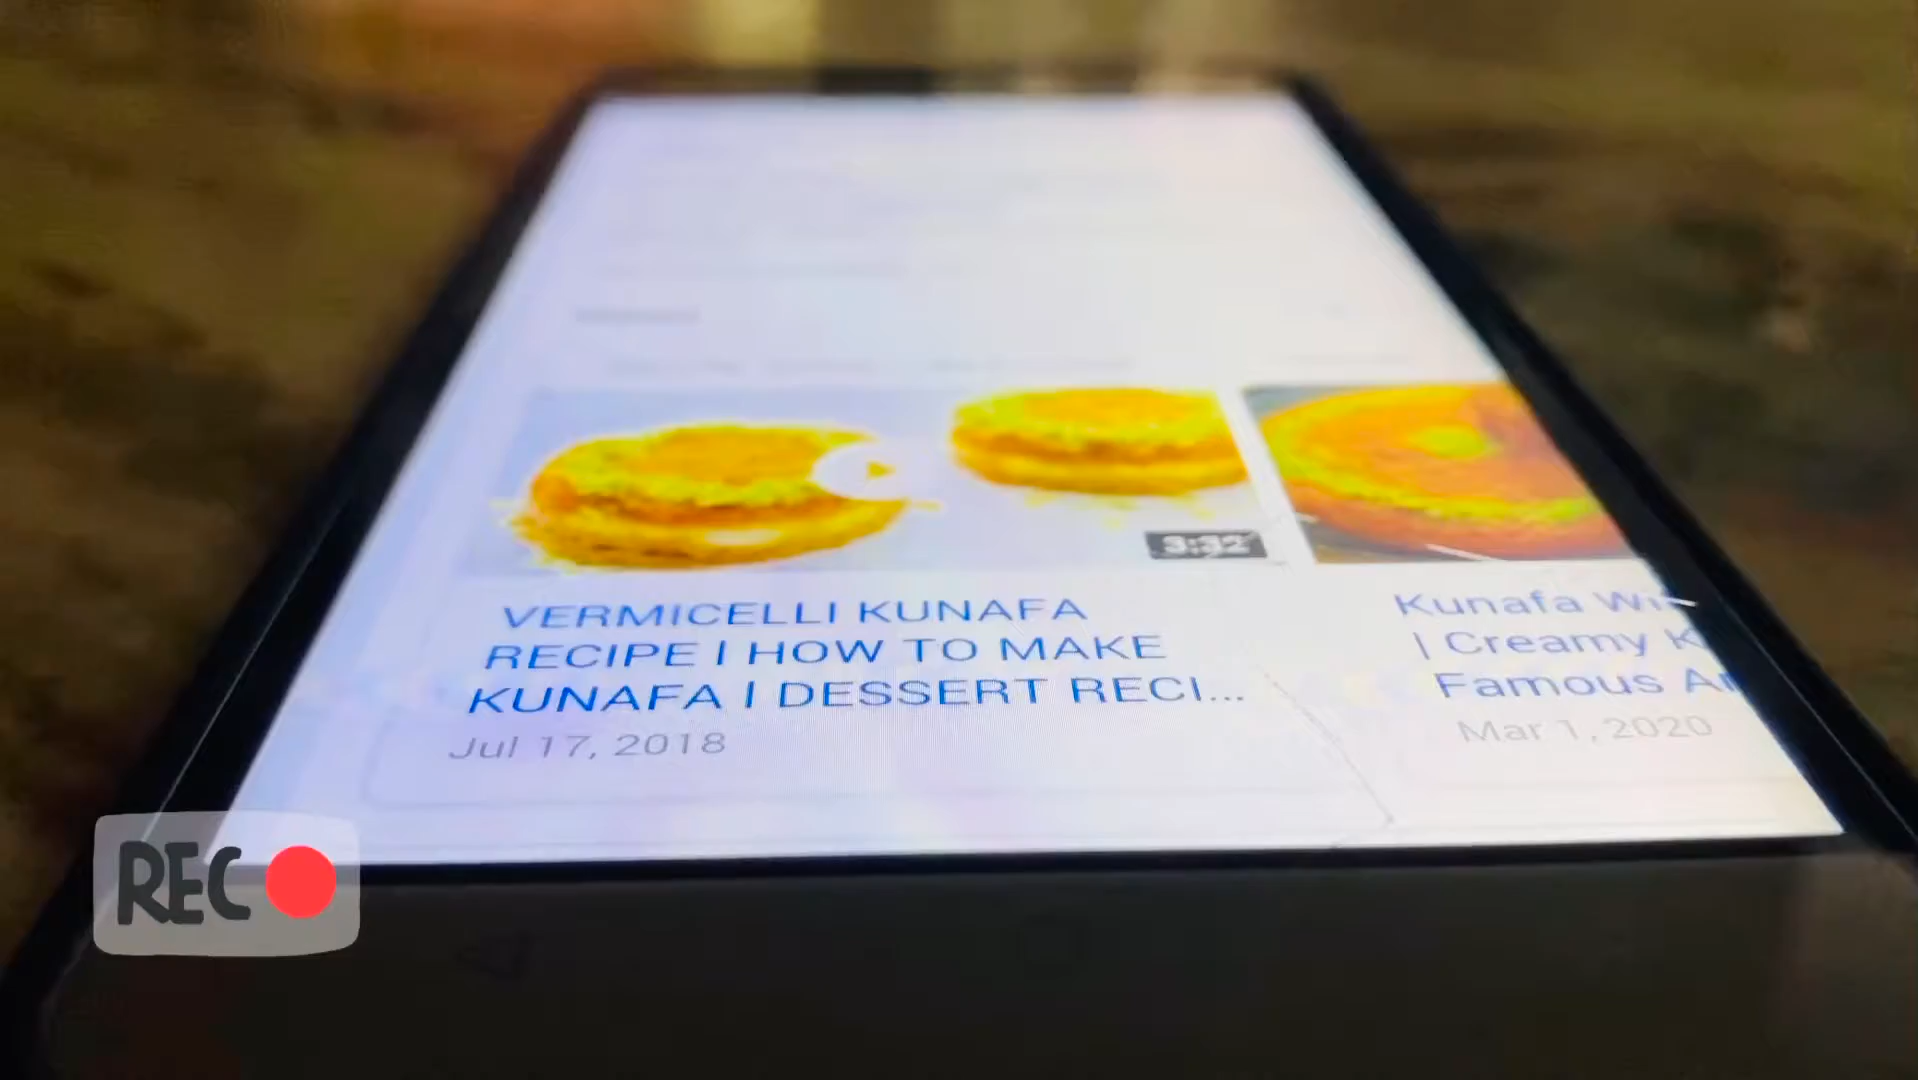 3:32
VERMICELLI KUNAFA
RECIPE | HOW TO MAKE
KUNAFA | DESSERT RECI...
Jul 17, 2018
Kunafa
| Creamy
Famous
Mar 1, 2020
REC